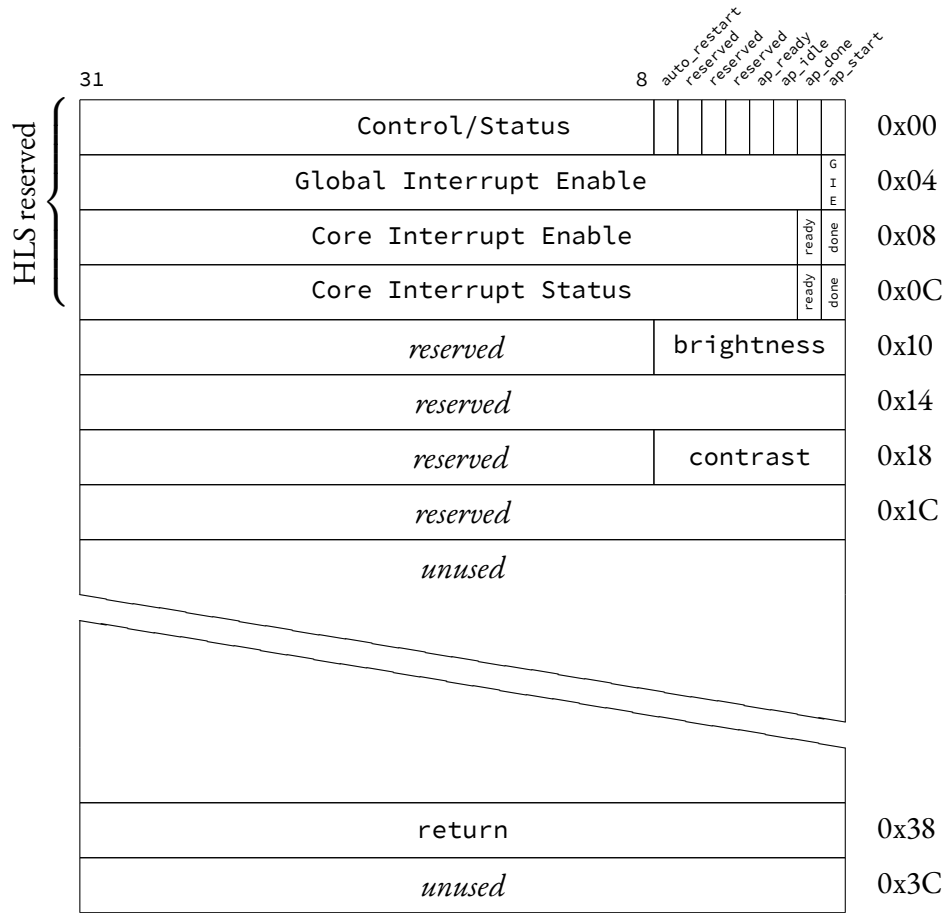 31 8 auto_restart reserved reserved reserved ap_ready ap_idle ap_done ap_start
HLS reserved
Control/Status 0x00
Global Interrupt Enable GIE 0x04
Core Interrupt Enable ready done 0x08
Core Interrupt Status ready done 0x0C
reserved brightness 0x10
reserved 0x14
reserved contrast 0x18
reserved 0x1C
unused
return 0x38
unused 0x3C